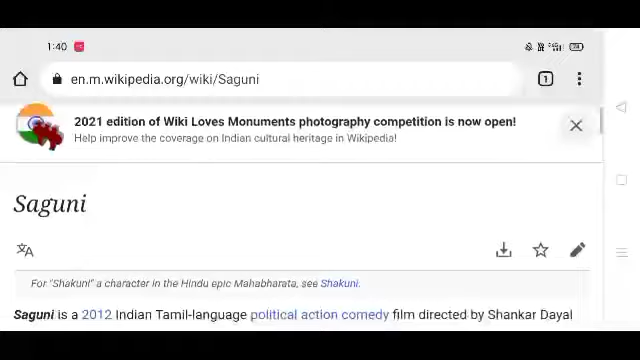 1:40
en.m.wikipedia.org/wiki/Saguni
1
2021 edition of Wiki Loves Monuments photography competition is now open!
Help improve the coverage on Indian cultural heritage in Wikipedia!
Saguni
For "Shakuni" a character in the Hindu epic Mahabharata, see Shakuni.
Saguni is a 2012 Indian Tamil-language political action comedy film directed by Shankar Dayal